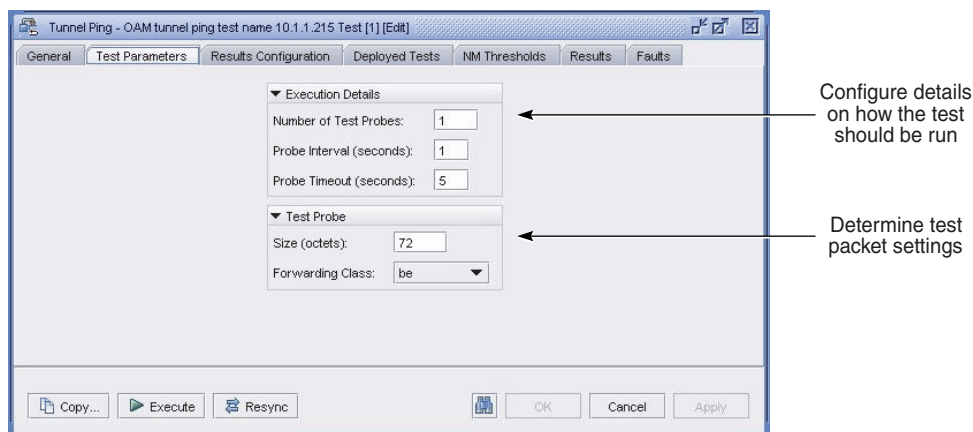 Tunnel Ping - OAM tunnel ping test name 10.1.1.215 Test [1] [Edit]
General Test Parameters Results Configuration Deployed Tests NM Thresholds Results Faults
Execution Details
Number of Test Probes: 1
Probe Interval (seconds): 1
Probe Timeout (seconds): 5
Configure details
on how the test
should be run
Test Probe
Size (octets): 72
Forwarding Class: be
Determine test
packet settings
Copy... Execute Resync OK Cancel Apply